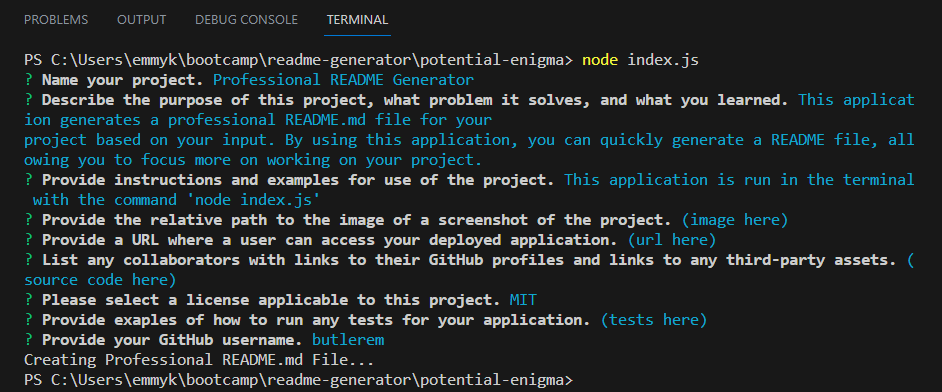 PROBLEMS OUTPUT DEBUG CONSOLE TERMINAL
PS C:\Users\emmyk\bootcamp\readme-generator\potential-enigma> node index.js
? Name your project. Professional README Generator
? Describe the purpose of this project, what problem it solves, and what you learned. This applicat
ion generates a professional README.md file for your
project based on your input. By using this application, you can quickly generate a README file, all
owing you to focus more on working on your project.
? Provide instructions and examples for use of the project. This application is run in the terminal
with the command 'node index.js'
? Provide the relative path to the image of a screenshot of the project. (image here)
? Provide a URL where a user can access your deployed application. (url here)
? List any collaborators with links to their GitHub profiles and links to any third-party assets. (
source code here)
? Please select a license applicable to this project. MIT
? Provide exaples of how to run any tests for your application. (tests here)
? Provide your GitHub username. butlerem
Creating Professional README.md File...
PS C:\Users\emmyk\bootcamp\readme-generator\potential-enigma>